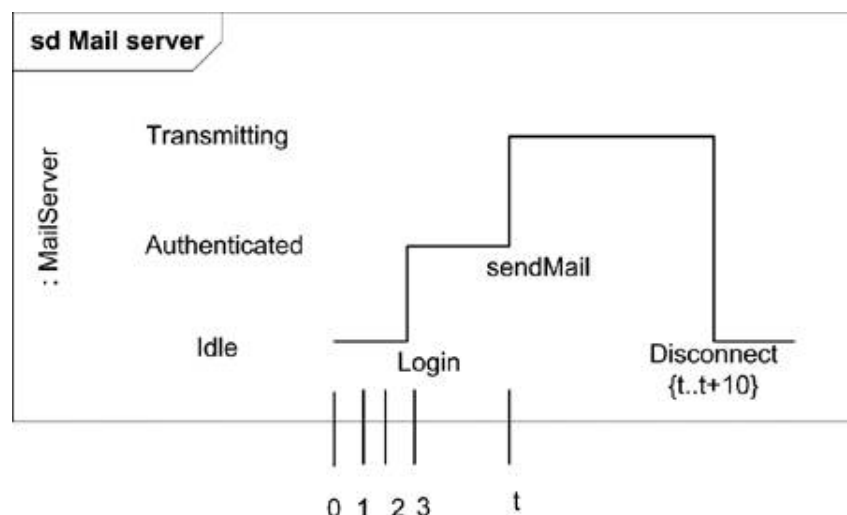 sd Mail server
: MailServer
Transmitting
Authenticated
sendMail
Idle
Login
Disconnect
{t..t+10}
0 1 2 3 t